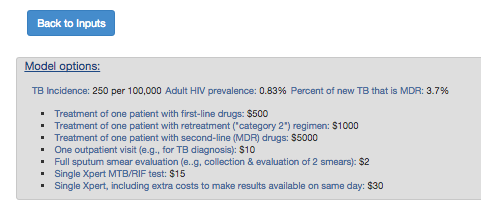 Back to Inputs
Model options:
TB Incidence: 250 per 100,000 Adult HIV prevalence: 0.83% Percent of new TB that is MDR: 3.7%
▪ Treatment of one patient with first-line drugs: $500
▪ Treatment of one patient with retreatment ("category 2") regimen: $1000
▪ Treatment of one patient with second-line (MDR) drugs: $5000
▪ One outpatient visit (e.g., for TB diagnosis): $10
▪ Full sputum smear evaluation (e..g, collection & evaluation of 2 smears): $2
▪ Single Xpert MTB/RIF test: $15
▪ Single Xpert, including extra costs to make results available on same day: $30